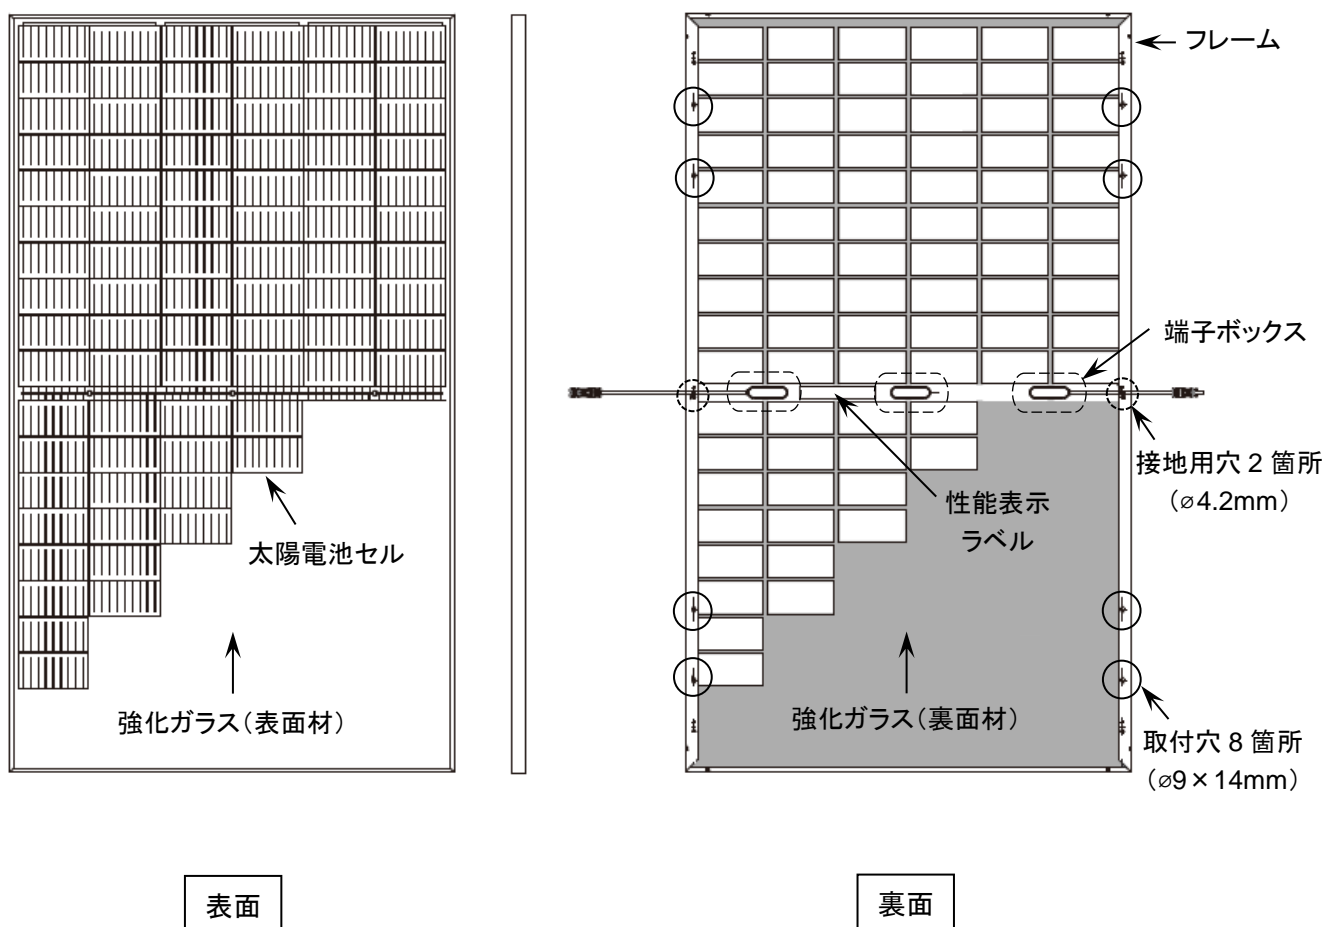 フレーム
端子ボックス
接地用穴 2 箇所
（⌀4.2mm）
性能表示
ラベル
太陽電池セル
強化ガラス（表面材）
強化ガラス（裏面材）
取付穴 8 箇所
（⌀9×14mm）
表面
裏面